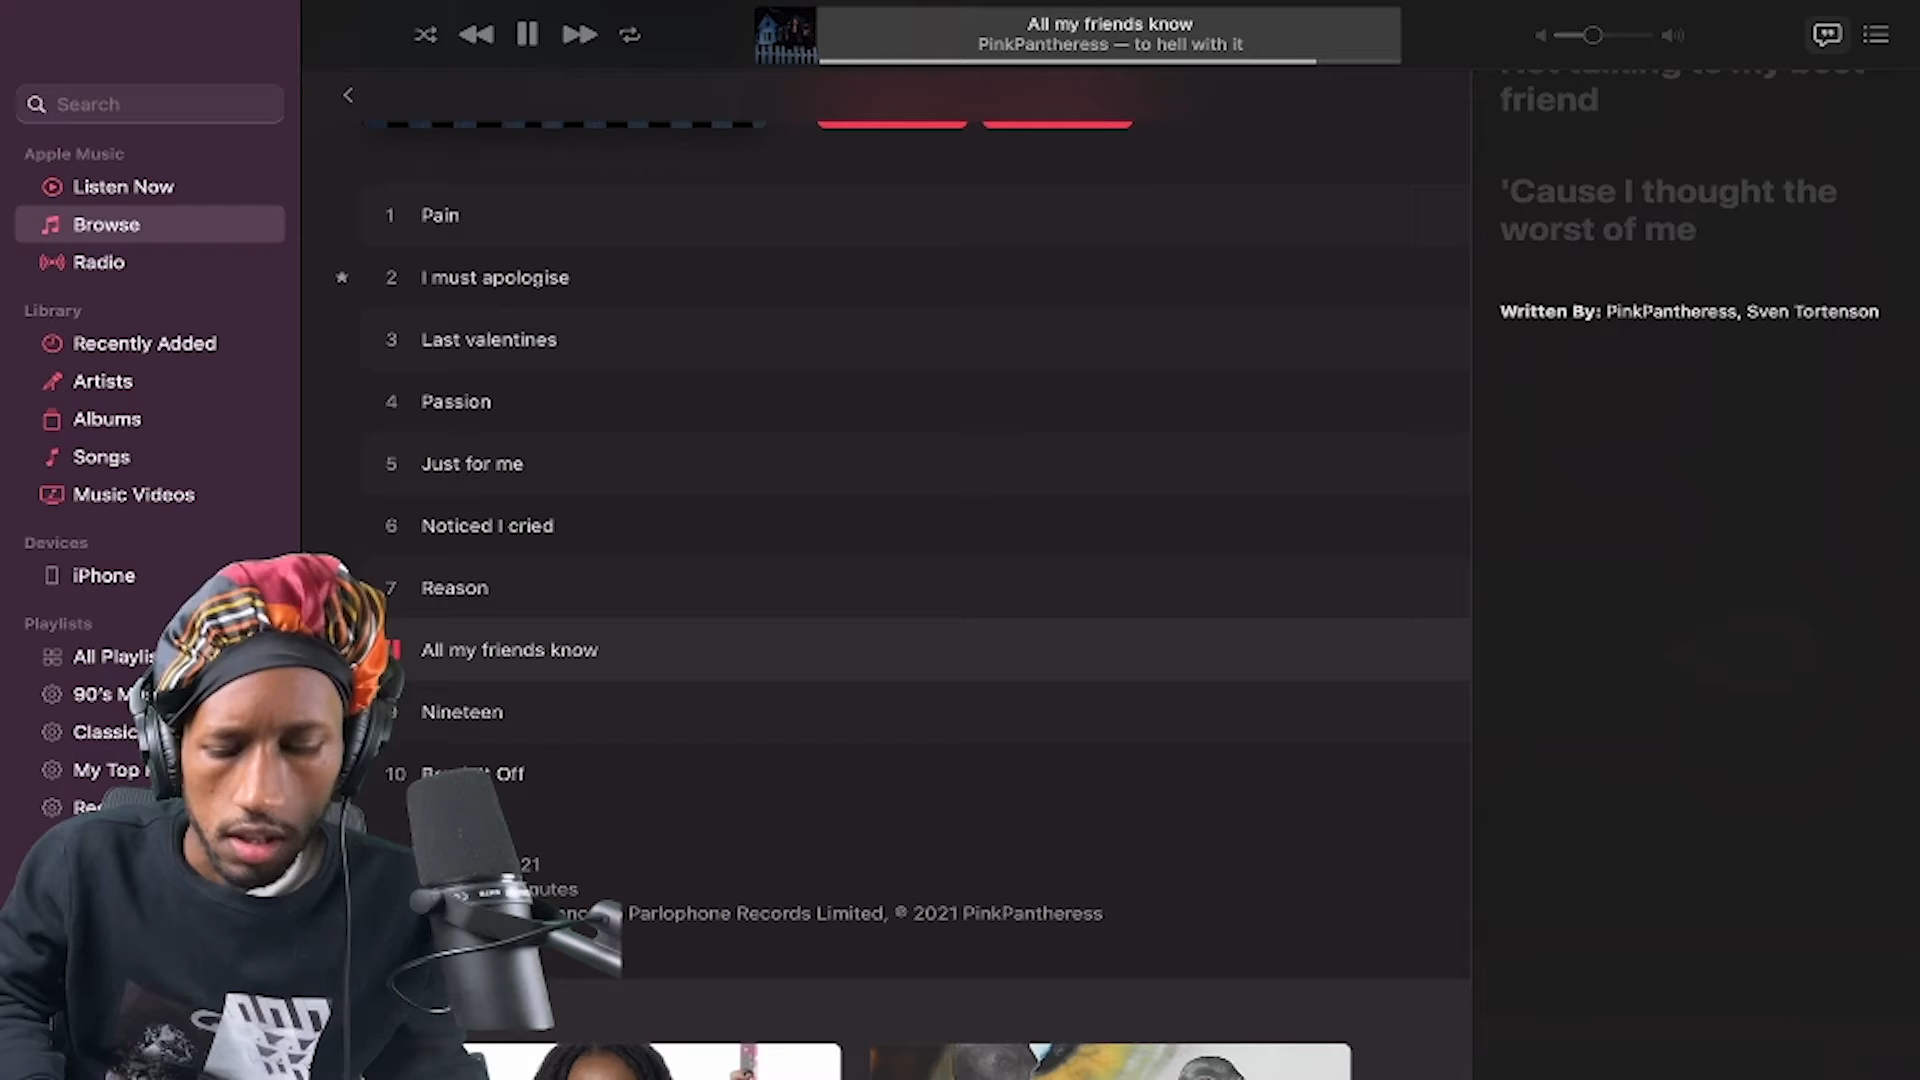 All my friends know
PinkPantheress — to hell with it
Search
Apple Music
Listen Now
Browse
Radio
Library
Recently Added
Artists
Albums
Songs
Music Videos
Devices
iPhone
Playlists
All
90's
My Top
1 Pain
★ 2 I must apologise
3 Last valentines
4 Passion
5 Just for me
6 Noticed I cried
7 Reason
All my friends know
Nineteen
10 Off
Parlophone Records Limited, ℗ 2021 PinkPantheress
friend
'Cause I thought the
worst of me
Written By: PinkPantheress, Sven Tortenson